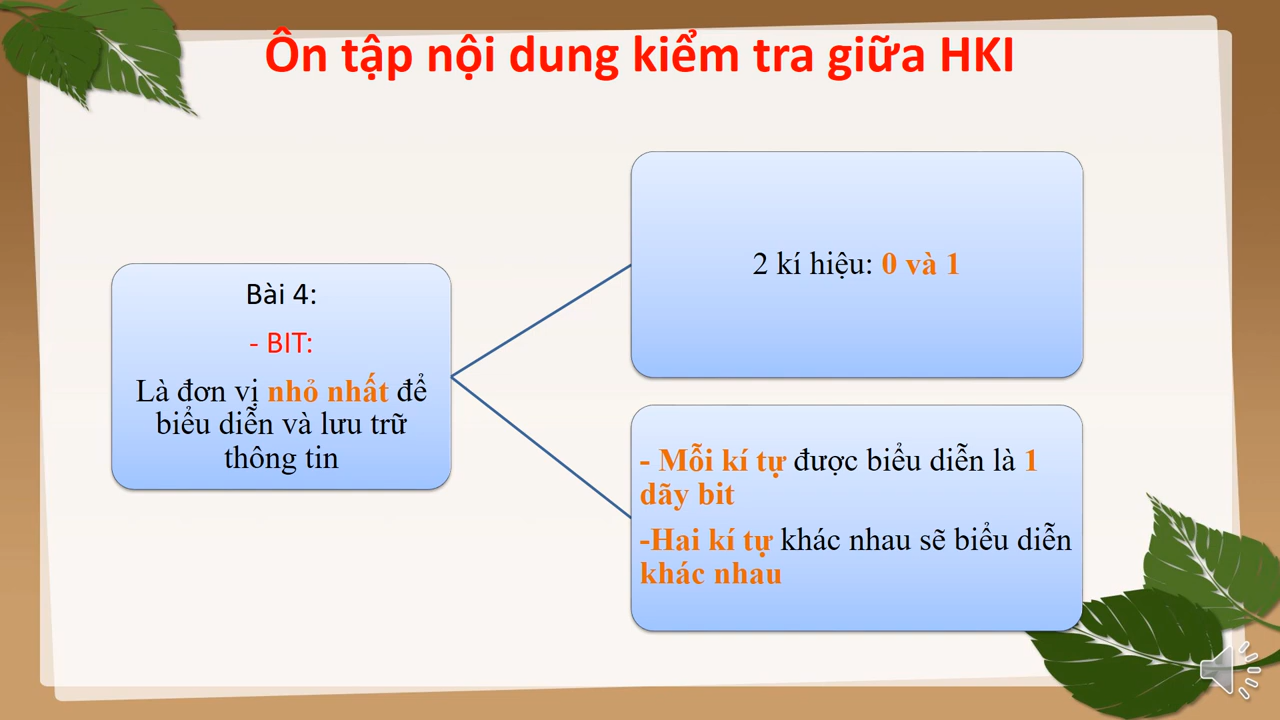 Ôn tập nội dung kiểm tra giữa HKI
Bài 4:
- BIT:
Là đơn vị nhỏ nhất để
biểu diễn và lưu trữ
thông tin
2 kí hiệu: 0 và 1
- Mỗi kí tự được biểu diễn là 1
dãy bit
-Hai kí tự khác nhau sẽ biểu diễn
khác nhau